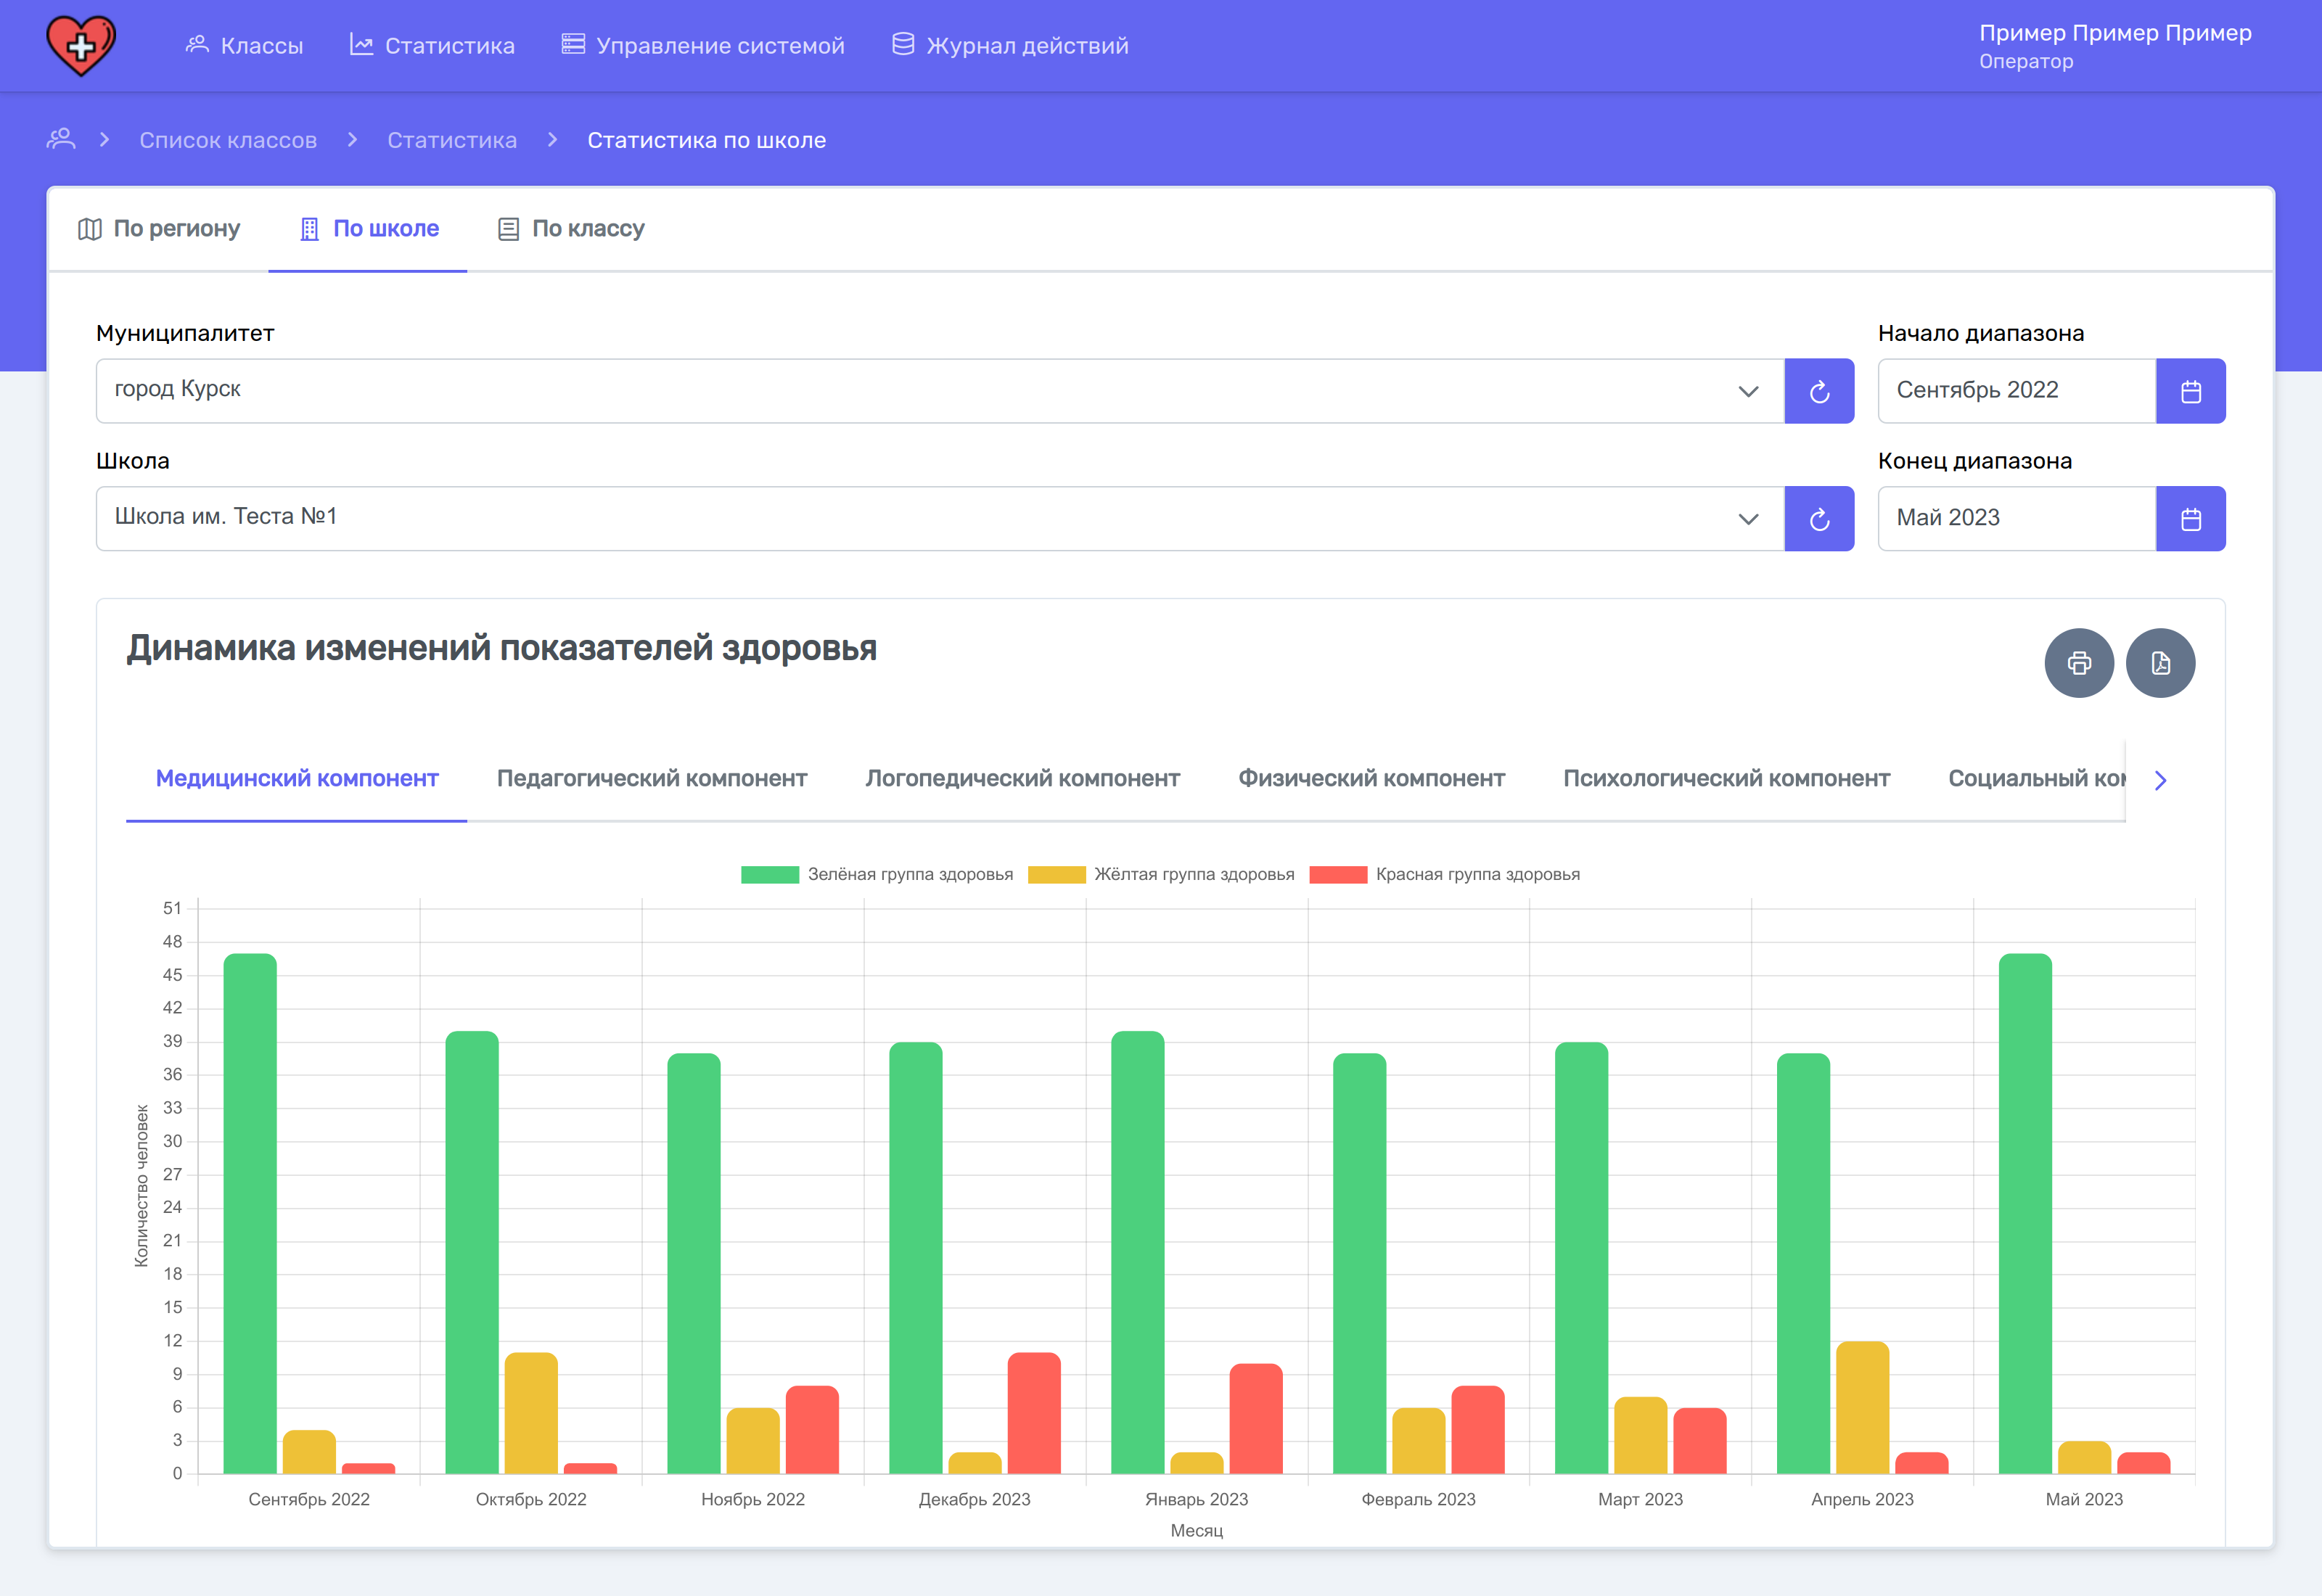 Классы Статистика Управление системой Журнал действий
Пример Пример Пример
Оператор
Список классов Статистика Статистика по школе
По региону По школе По классу
Муниципалитет
город Курск
Начало диапазона
Сентябрь 2022
Школа
Школа им. Теста №1
Конец диапазона
Май 2023
Динамика изменений показателей здоровья
Медицинский компонент Педагогический компонент Логопедический компонент Физический компонент Психологический компонент Социальный ком
Зелёная группа здоровья Жёлтая группа здоровья Красная группа здоровья
51
48
45
42
39
36
33
30
27
24
21
18
15
12
9
6
3
0
Количество человек
Сентябрь 2022 Октябрь 2022 Ноябрь 2022 Декабрь 2023 Январь 2023 Февраль 2023 Март 2023 Апрель 2023 Май 2023
Месяц